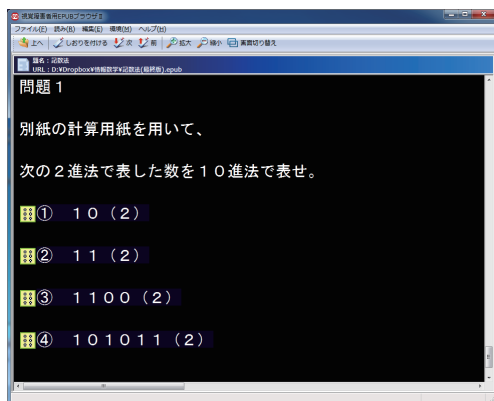 視覚障害者用EPUBブラウザⅡ
ファイル(F) 読み(R) 編集(E) 環境(M) ヘルプ(H)
上へ しおりを付ける 次 前 拡大 縮小 画面切り替え
題名：記数法
URL：D:¥Dropbox¥情報数学¥記数法(最終版).epub
問題１
別紙の計算用紙を用いて、
次の２進法で表した数を１０進法で表せ。
① １０（２）
② １１（２）
③ １１００（２）
④ １０１０１１（２）